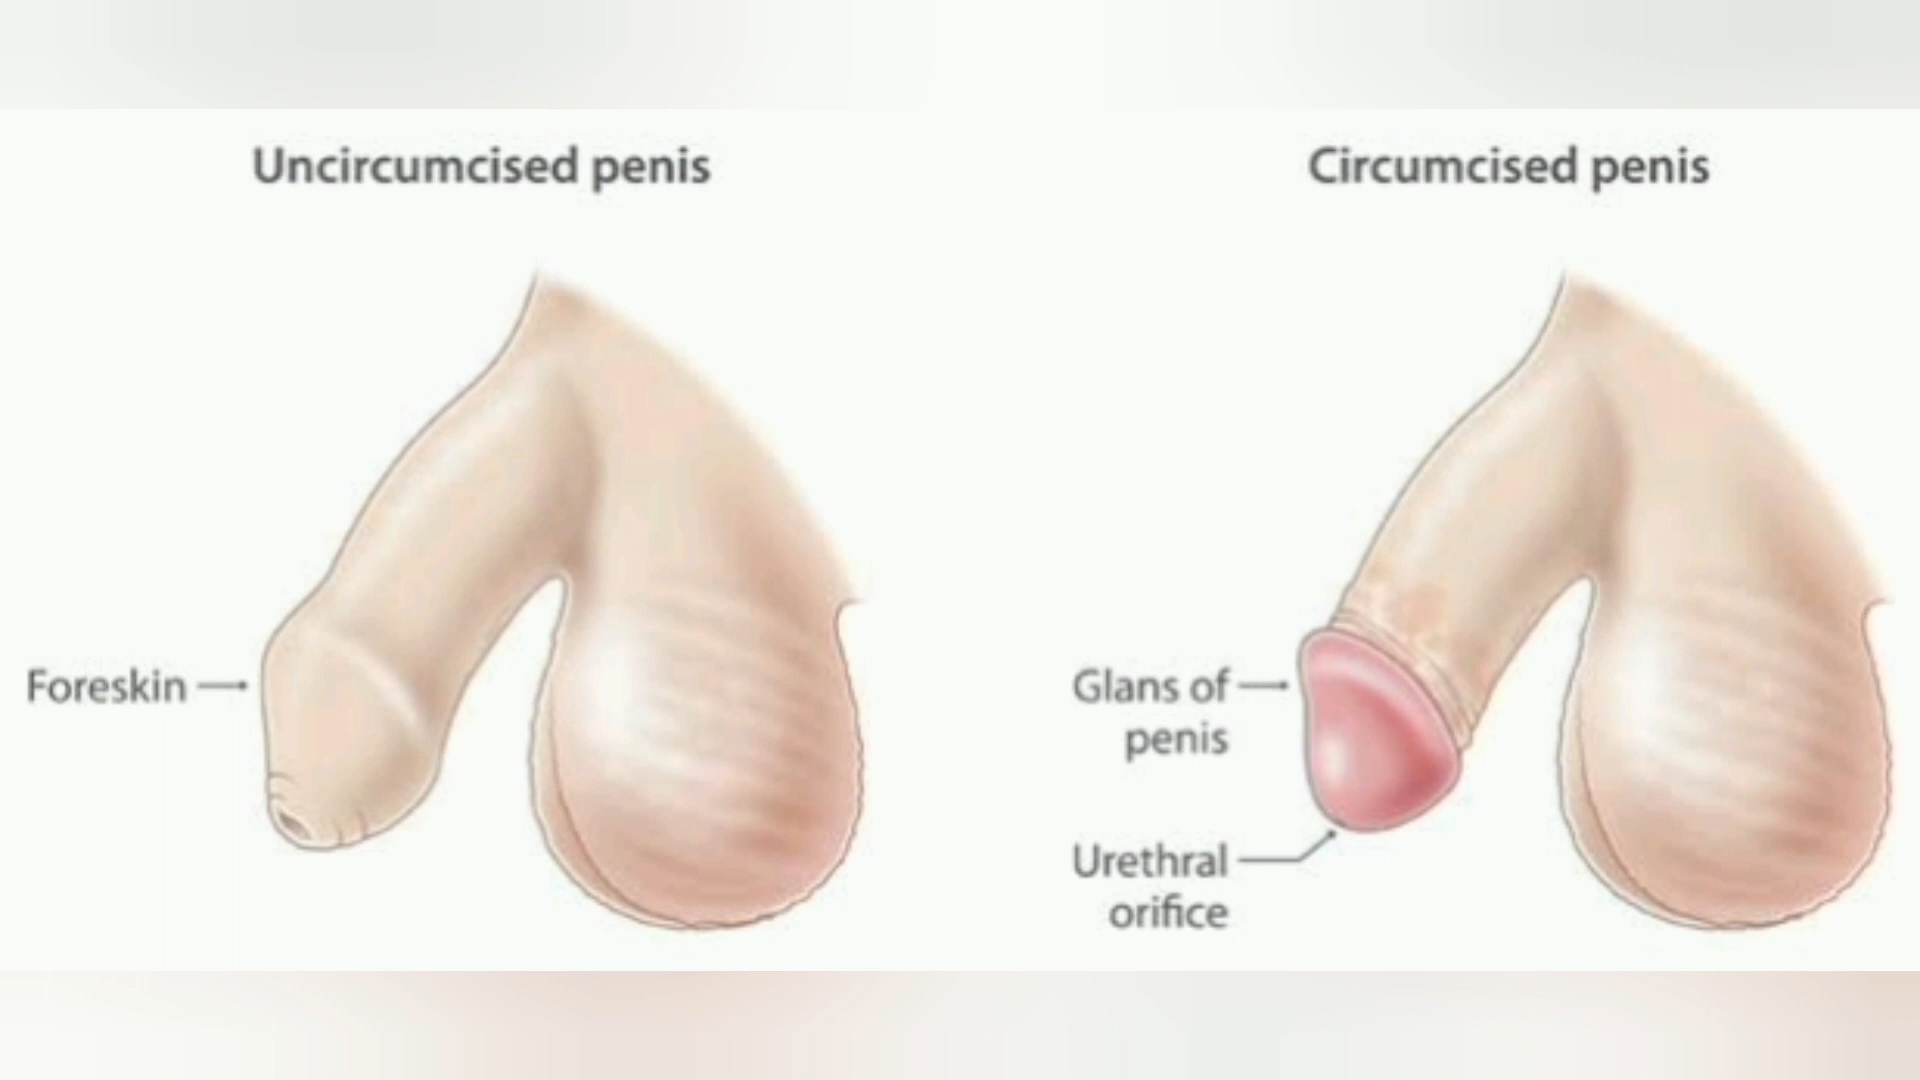 Uncircumcised penis
Foreskin
Circumcised penis
Glans of
penis
Urethral
orifice